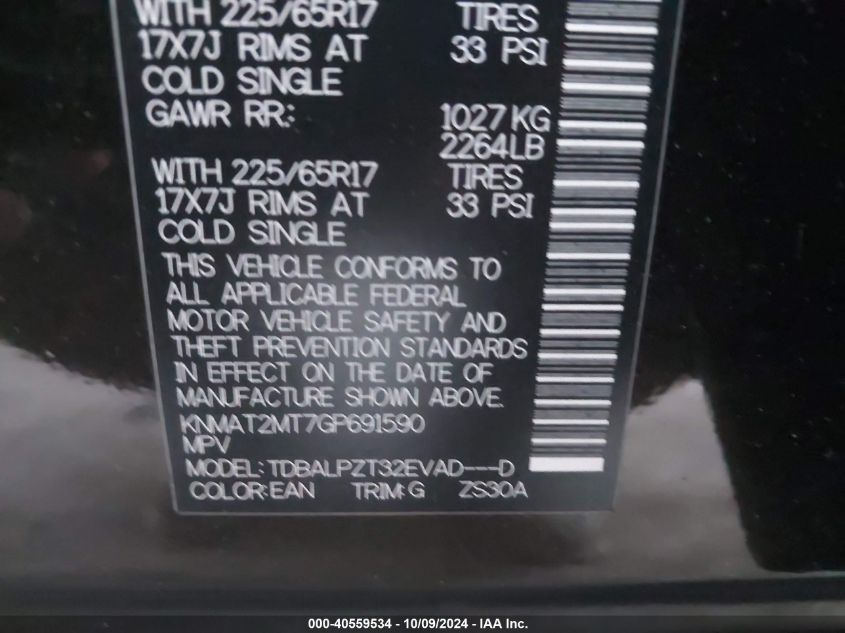 WITH 225/65R17 TIRES
17X7J RIMS AT 33 PSI
COLD SINGLE
GAWR RR: 1027 KG
2264 LB
WITH 225/65R17 TIRES
17X7J RIMS AT 33 PSI
COLD SINGLE
THIS VEHICLE CONFORMS TO
ALL APPLICABLE FEDERAL
MOTOR VEHICLE SAFETY AND
THEFT PREVENTION STANDARDS
IN EFFECT ON THE DATE OF
MANUFACTURE SHOWN ABOVE.
KNMAT2MT7GP691590
MPV
MODEL: TDBALPZT32EVAD---D
COLOR:EAN TRIM:G ZS30A
000-40559534 - 10/09/2024 - IAA Inc.